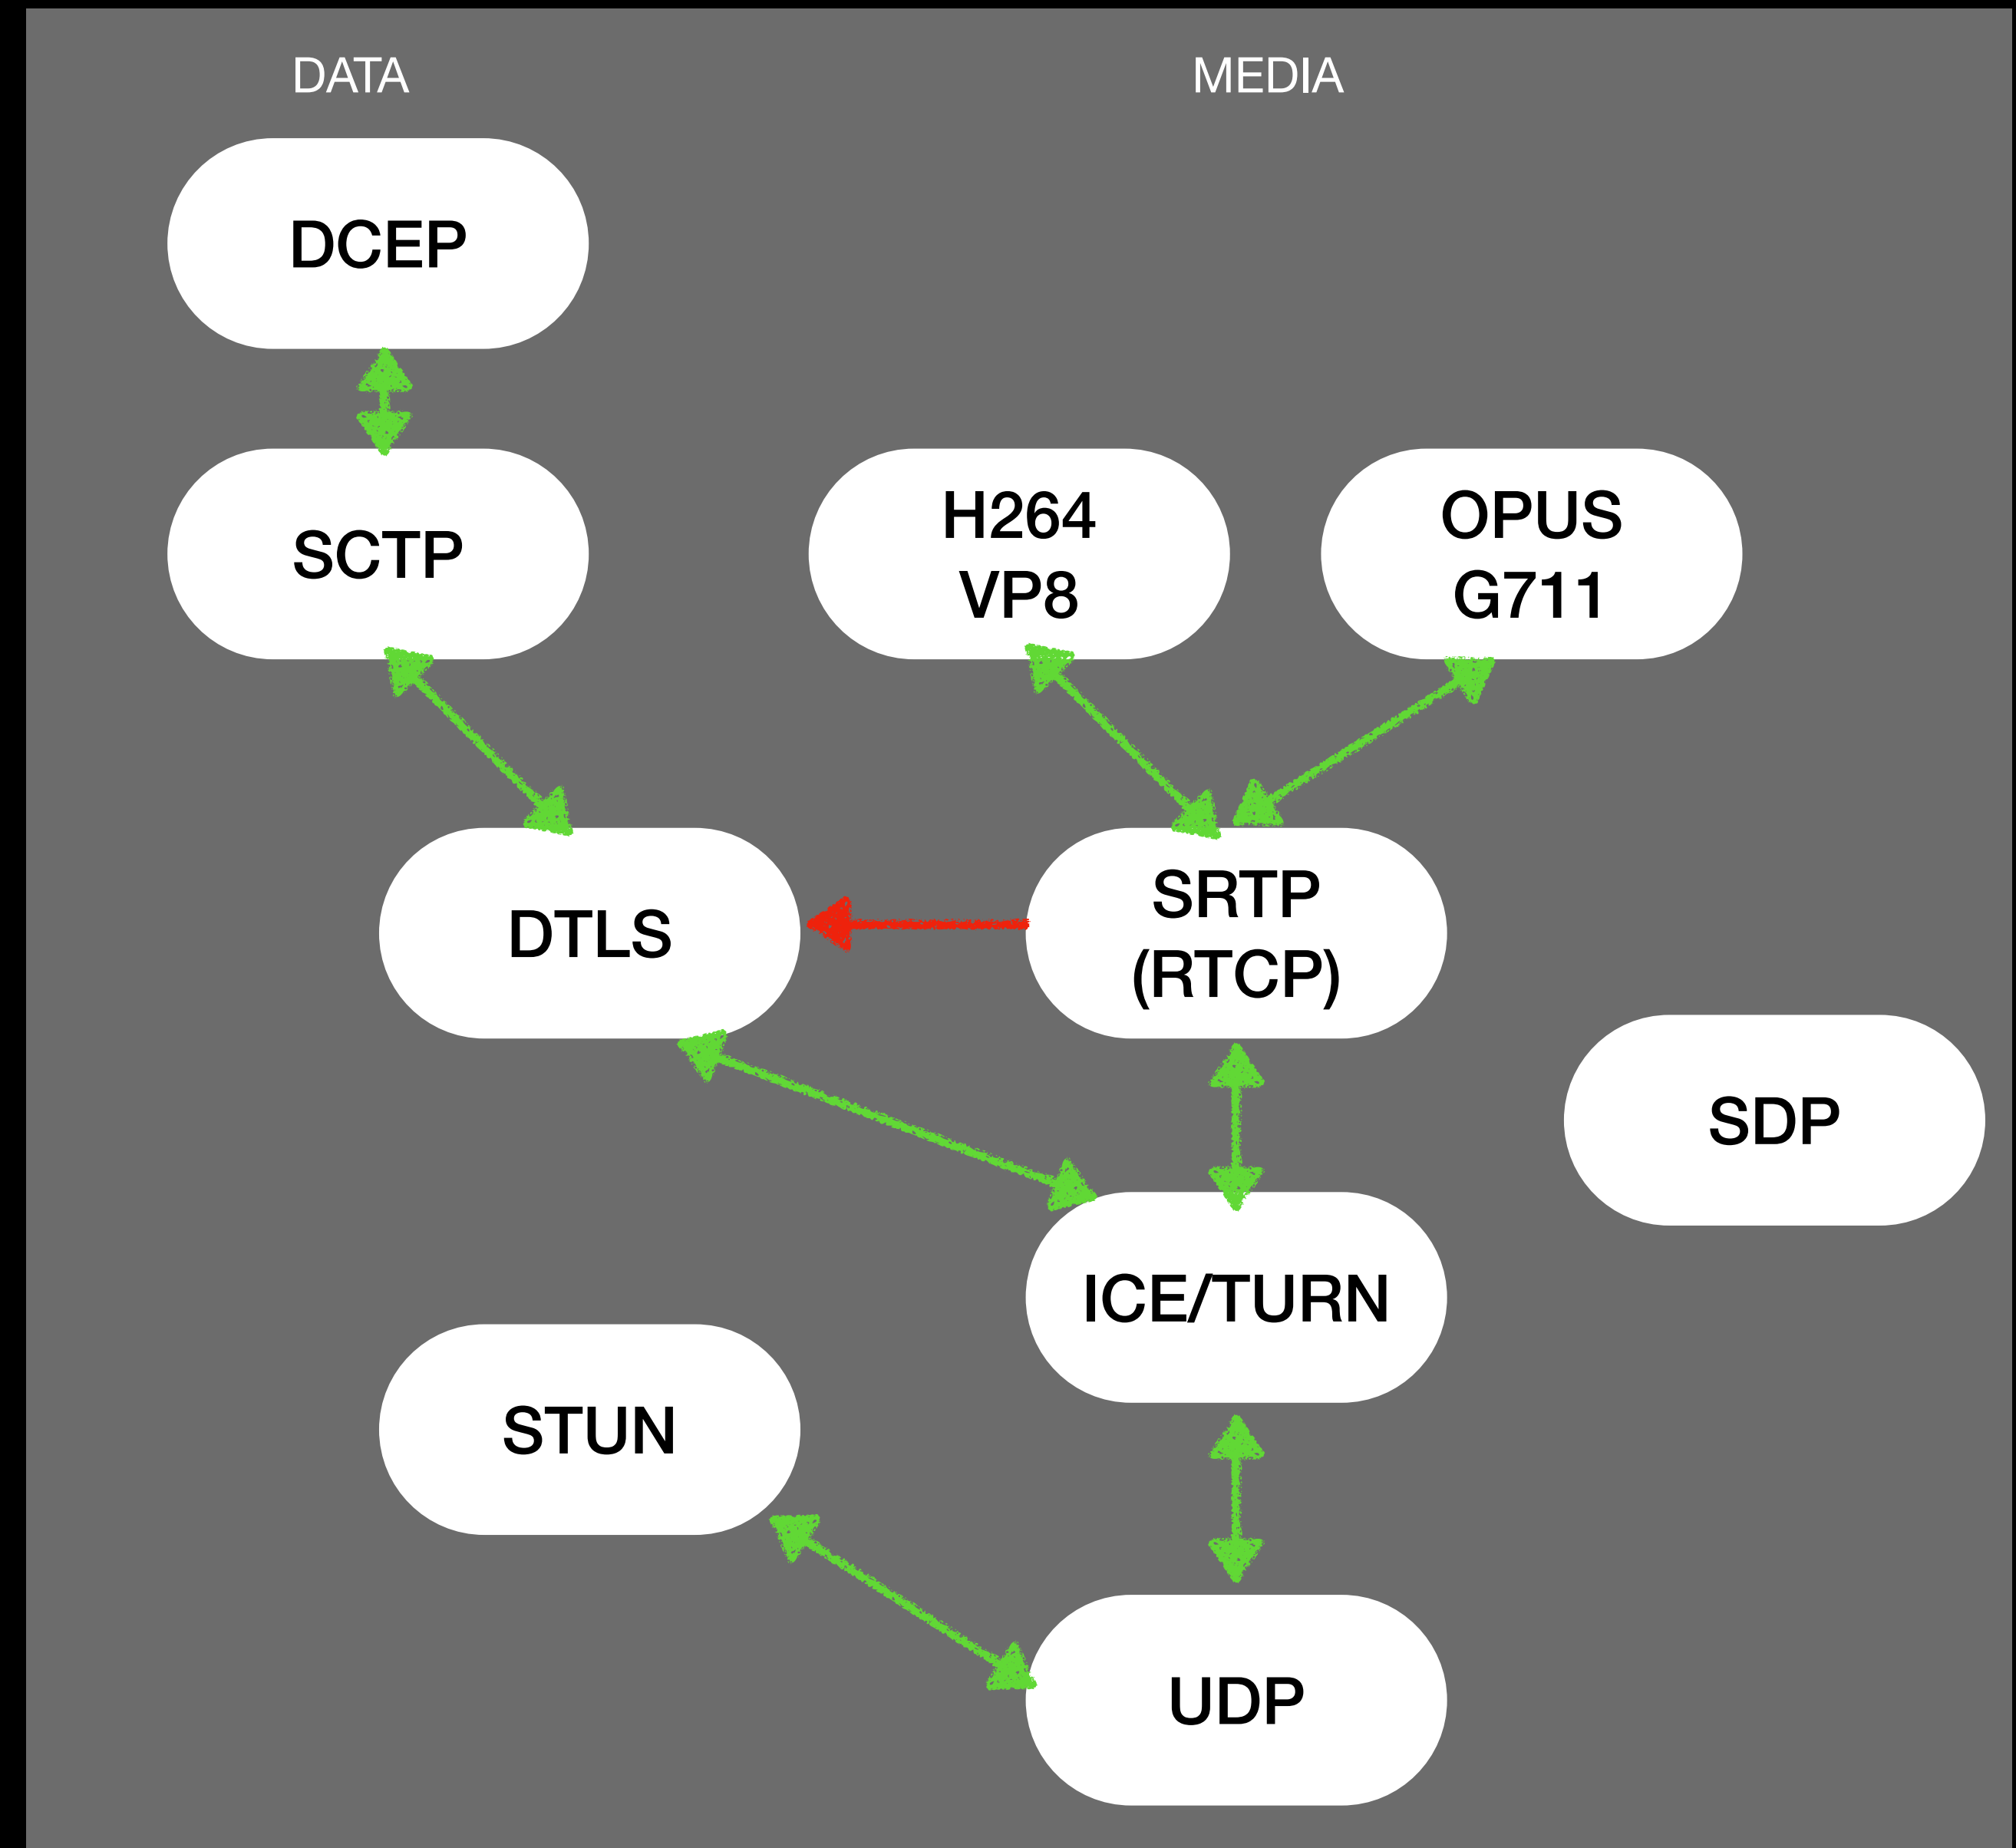 DATA
MEDIA
DCEP
SCTP
H264
VP8
OPUS
G711
DTLS
SRTP
(RTCP)
SDP
ICE/TURN
STUN
UDP